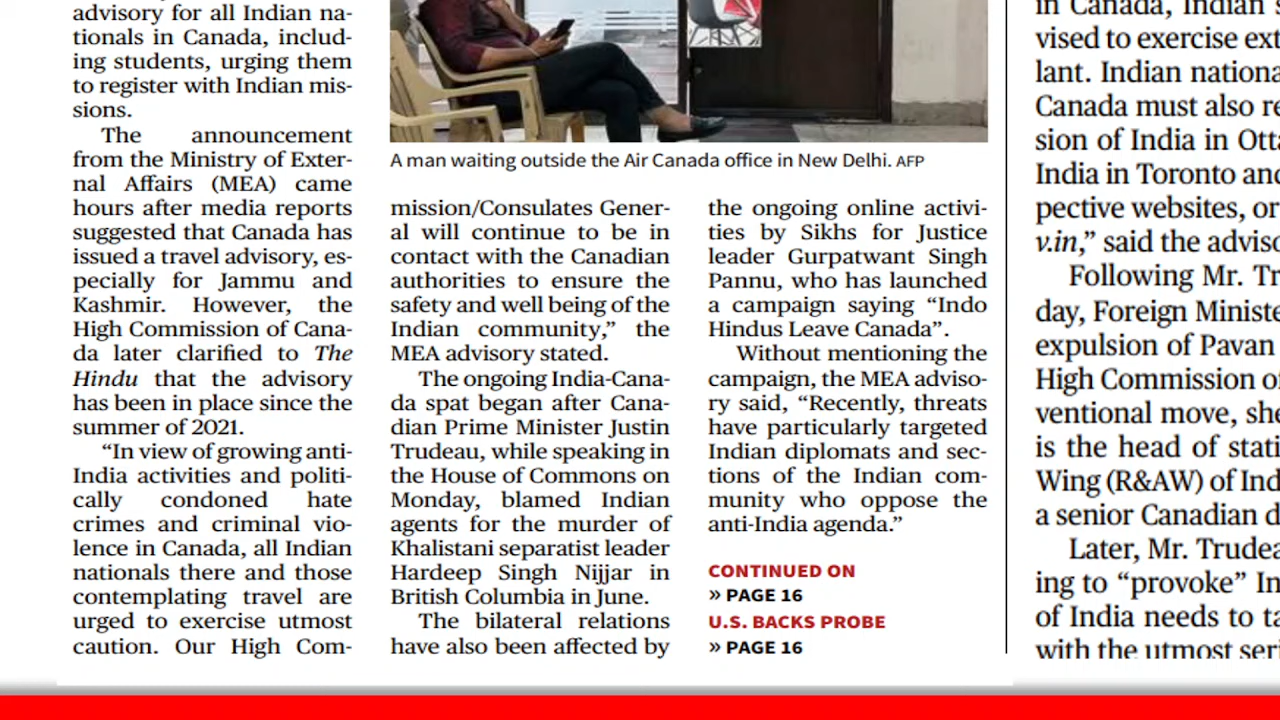 advisory for all Indian na-
tionals in Canada, includ-
ing students, urging them
to register with Indian mis-
sions.
The announcement
from the Ministry of Exter-
nal Affairs (MEA) came
hours after media reports
suggested that Canada has
issued a travel advisory, es-
pecially for Jammu and
Kashmir. However, the
High Commission of Cana-
da later clarified to The
Hindu that the advisory
has been in place since the
summer of 2021.
“In view of growing anti-
India activities and politi-
cally condoned hate
crimes and criminal vio-
lence in Canada, all Indian
nationals there and those
contemplating travel are
urged to exercise utmost
caution. Our High Com-
A man waiting outside the Air Canada office in New Delhi. AFP
mission/Consulates Gener-
al will continue to be in
contact with the Canadian
authorities to ensure the
safety and well being of the
Indian community,” the
MEA advisory stated.
The ongoing India-Cana-
da spat began after Cana-
dian Prime Minister Justin
Trudeau, while speaking in
the House of Commons on
Monday, blamed Indian
agents for the murder of
Khalistani separatist leader
Hardeep Singh Nijjar in
British Columbia in June.
The bilateral relations
have also been affected by
the ongoing online activi-
ties by Sikhs for Justice
leader Gurpatwant Singh
Pannu, who has launched
a campaign saying “Indo
Hindus Leave Canada”.
Without mentioning the
campaign, the MEA adviso-
ry said, “Recently, threats
have particularly targeted
Indian diplomats and sec-
tions of the Indian com-
munity who oppose the
anti-India agenda.”
CONTINUED ON
» PAGE 16
U.S. BACKS PROBE
» PAGE 16
in Canada, Indian s
vised to exercise ext
lant. Indian nationa
Canada must also re
sion of India in Otta
India in Toronto and
pective websites, or
v.in,” said the adviso
Following Mr. Tr
day, Foreign Ministe
expulsion of Pavan
High Commission of
ventional move, she
is the head of stati
Wing (R&AW) of Ind
a senior Canadian d
Later, Mr. Trudea
ing to “provoke” In
of India needs to ta
with the utmost seri